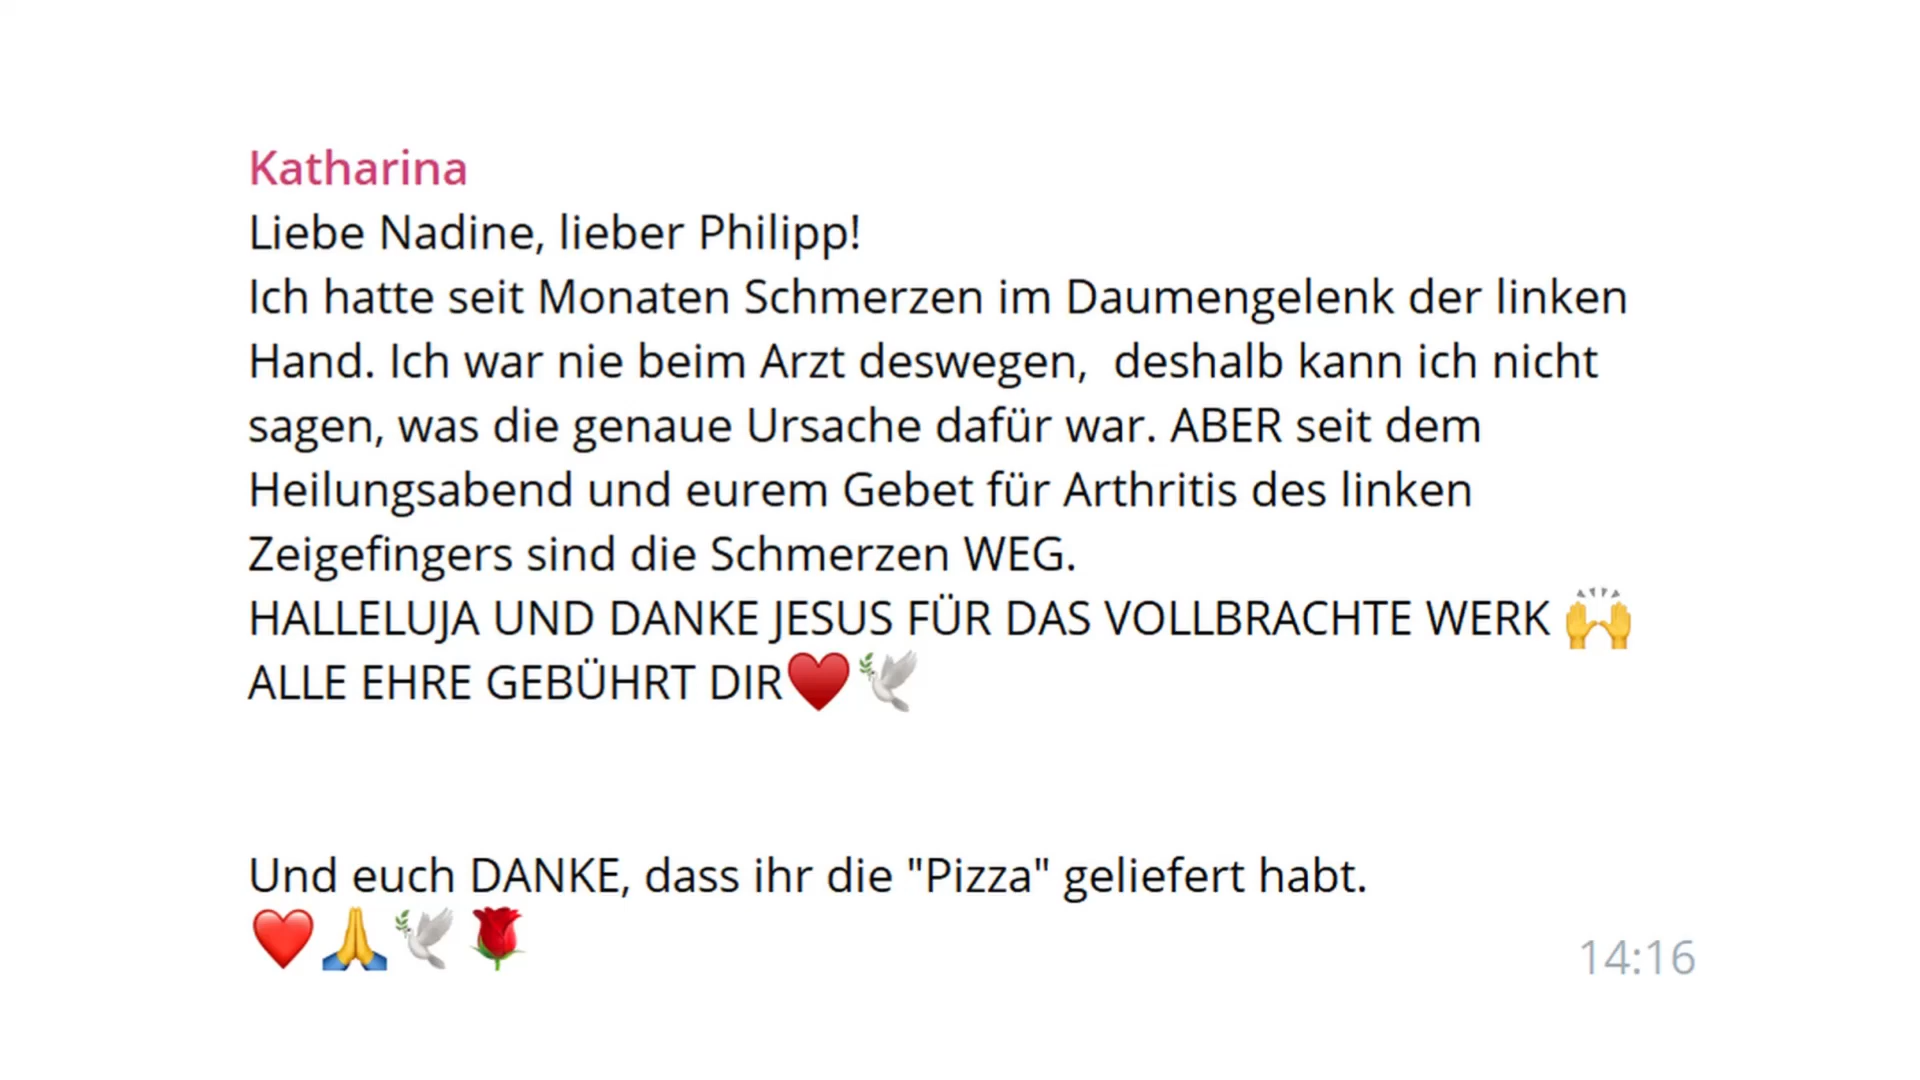 Katharina
Liebe Nadine, lieber Philipp!
Ich hatte seit Monaten Schmerzen im Daumengelenk der linken
Hand. Ich war nie beim Arzt deswegen,  deshalb kann ich nicht
sagen, was die genaue Ursache dafür war. ABER seit dem
Heilungsabend und eurem Gebet für Arthritis des linken
Zeigefingers sind die Schmerzen WEG.
HALLELUJA UND DANKE JESUS FÜR DAS VOLLBRACHTE WERK 🙌
ALLE EHRE GEBÜHRT DIR♥️🕊️
Und euch DANKE, dass ihr die "Pizza" geliefert habt.
❤️🙏🕊️🌹
14:16